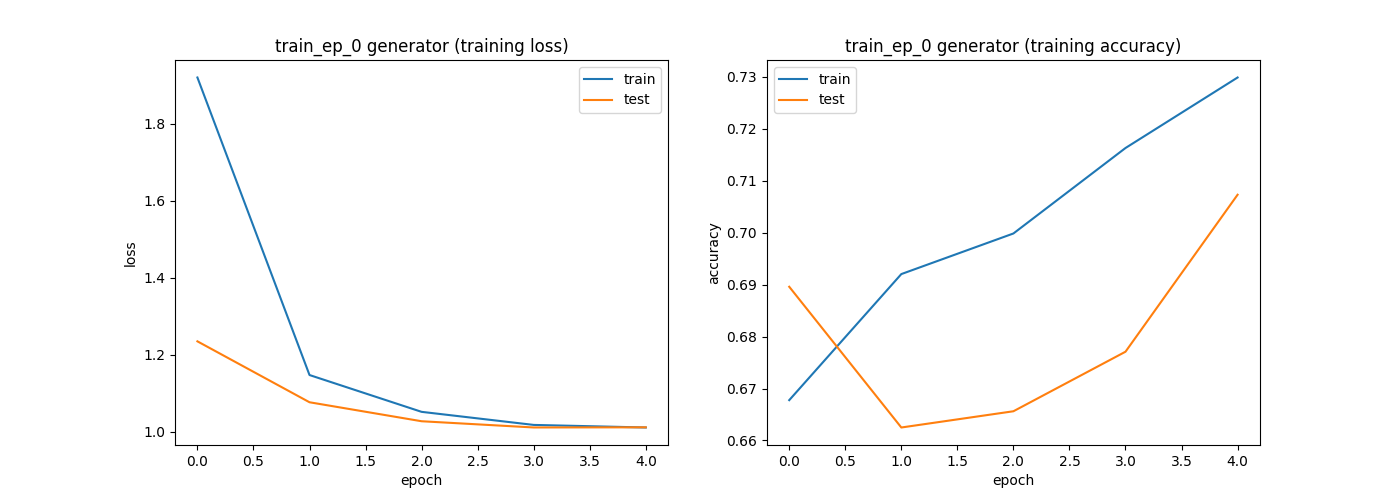 train_ep_0 generator (training loss)
train
test
1.8
1.6
1.4
1.2
1.0
loss
0.0 0.5 1.0 1.5 2.0 2.5 3.0 3.5 4.0
epoch
train_ep_0 generator (training accuracy)
train
test
0.73
0.72
0.71
0.70
0.69
0.68
0.67
0.66
accuracy
0.0 0.5 1.0 1.5 2.0 2.5 3.0 3.5 4.0
epoch